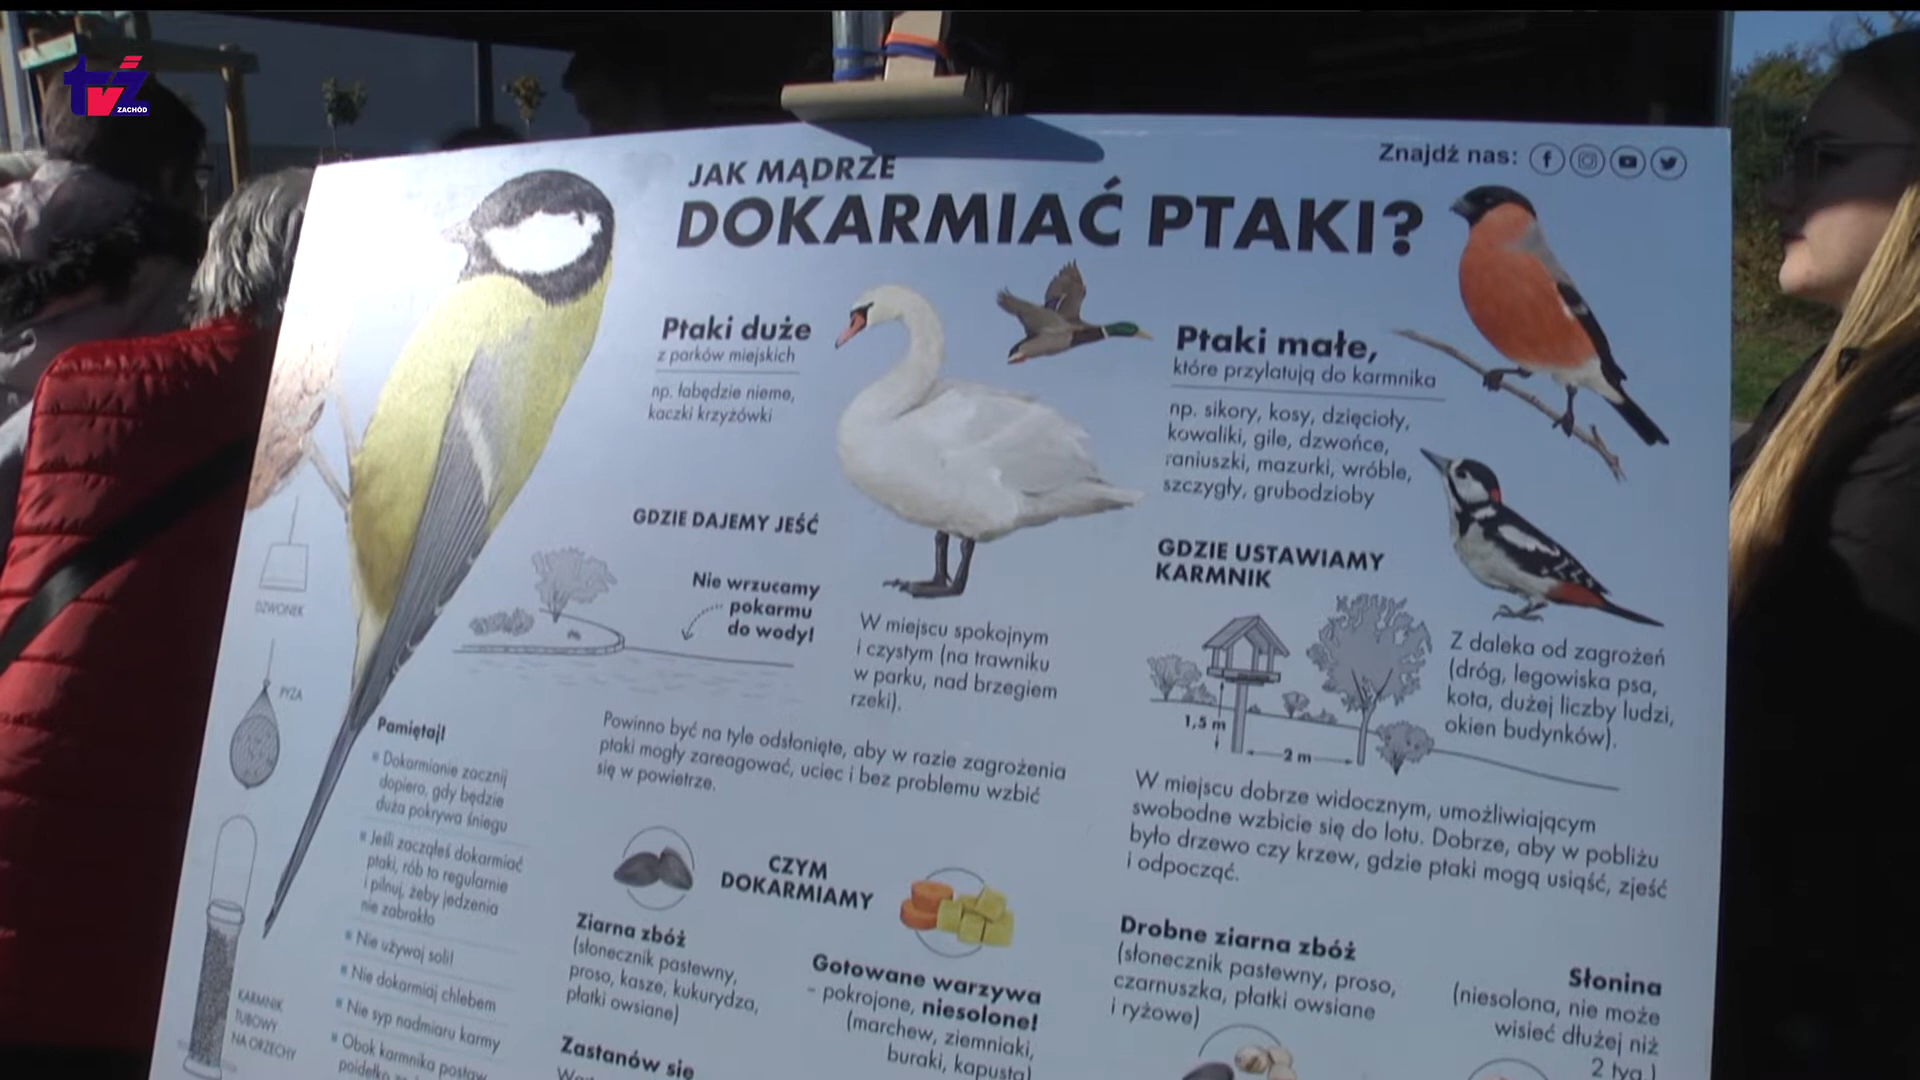 tvż
ZACHÓD
Znajdź nas:
JAK MĄDRZE
DOKARMIAĆ PTAKI?
Ptaki duże
z parków miejskich
np. łabędzie nieme,
kaczki krzyżówki
Ptaki małe,
które przylatują do karmnika
np. sikory, kosy, dzięcioły,
kowaliki, gile, dzwońce,
raniuszki, mazurki, wróble,
szczygły, grubodzioby
GDZIE DAJEMY JEŚĆ
Nie wrzucamy
pokarmu
do wody!
W miejscu spokojnym
i czystym (na trawniku
w parku, nad brzegiem
rzeki).
Powinno być na tyle odsłonięte, aby w razie zagrożenia
ptaki mogły zareagować, uciec i bez problemu wzbić
się w powietrze.
GDZIE USTAWIAMY
KARMNIK
1,5 m
2 m
Z daleka od zagrożeń
(dróg, legowiska psa,
kota, dużej liczby ludzi,
okien budynków).
W miejscu dobrze widocznym, umożliwiającym
swobodne wzbicie się do lotu. Dobrze, aby w pobliżu
było drzewo czy krzew, gdzie ptaki mogą usiąść, zjeść
i odpocząć.
DZWONEK
PYZA
KARMNIK
TUBOWY
NA ORZECHY
Pamiętaj!
Dokarmianie zacznij
dopiero, gdy będzie
duża pokrywa śniegu
Jeśli zacząłeś dokarmiać
ptaki, rób to regularnie
i pilnuj, żeby jedzenia
nie zabrakło
Nie używaj soli!
Nie dokarmiaj chlebem
Nie syp nadmiaru karmy
Obok karmnika postaw
poidełko
CZYM
DOKARMIAMY
Ziarna zbóż
(słonecznik pastewny,
proso, kasze, kukurydza,
płatki owsiane)
Zastanów się
Gotowane warzywa
- pokrojone, niesolone!
(marchew, ziemniaki,
buraki, kapusta)
Drobne ziarna zbóż
(słonecznik pastewny, proso,
czarnuszka, płatki owsiane
i ryżowe)
Słonina
(niesolona, nie może
wisieć dłużej niż
2 tyg.)